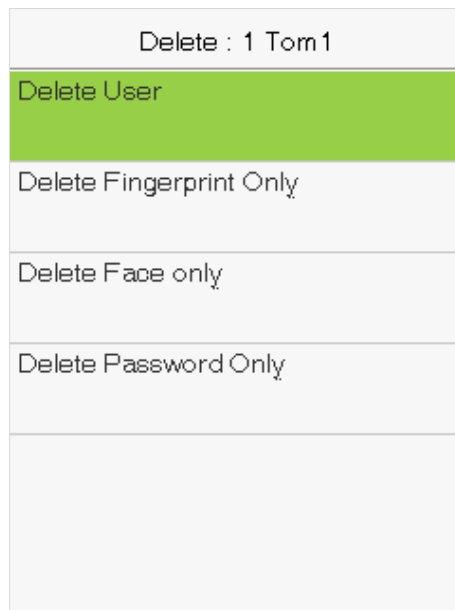 Delete : 1 Tom1
Delete User
Delete Fingerprint Only
Delete Face only
Delete Password Only